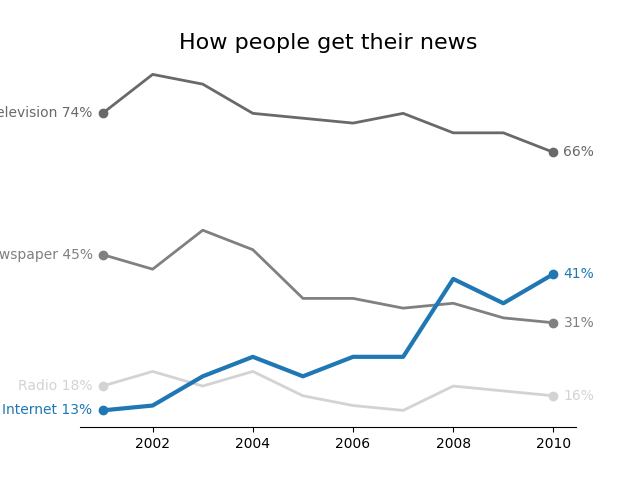 How people get their news
elevision 74%
66%
wspaper 45%
41%
31%
Radio 18%
16%
Internet 13%
2002 2004 2006 2008 2010